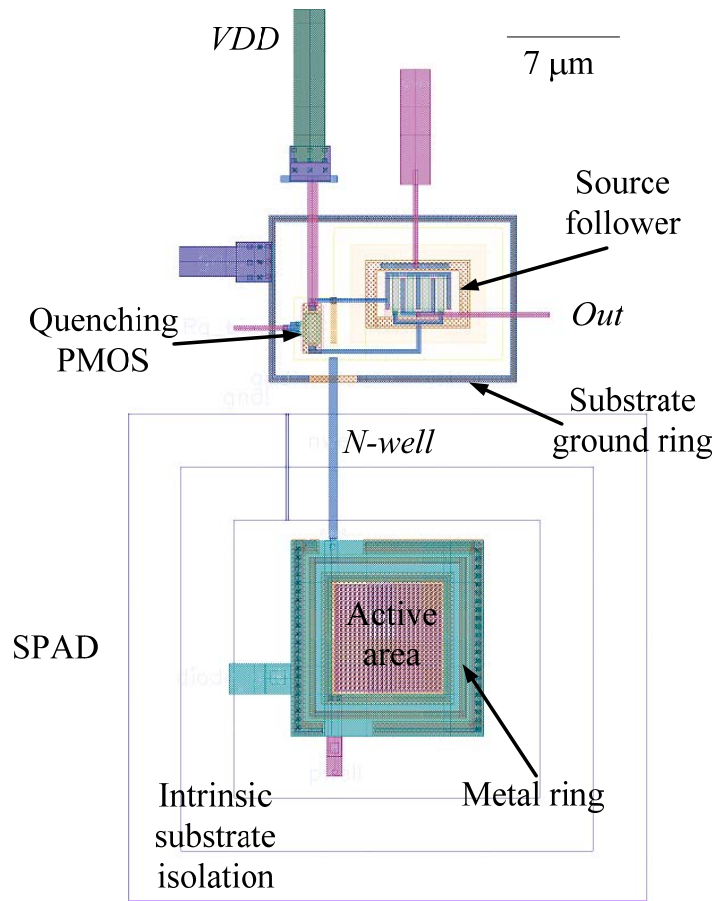 VDD
7 μm
Source
follower
Out
Quenching
PMOS
Substrate
ground ring
N-well
Active
area
SPAD
Metal ring
Intrinsic
substrate
isolation